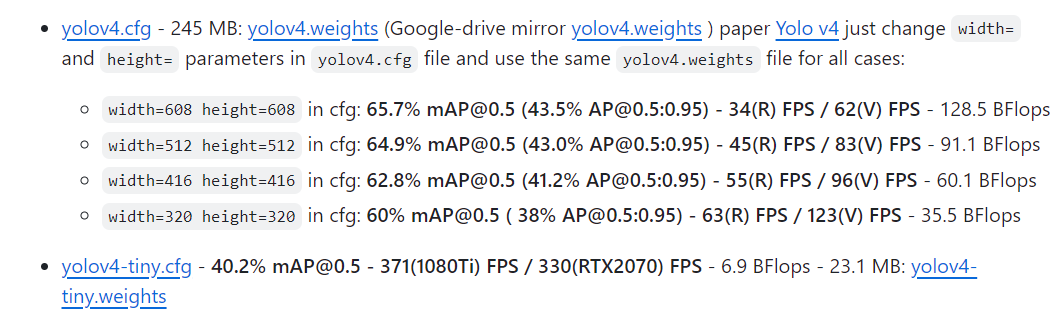 yolov4.cfg - 245 MB: yolov4.weights (Google-drive mirror yolov4.weights ) paper Yolo v4 just change width=
and height= parameters in yolov4.cfg file and use the same yolov4.weights file for all cases:
width=608 height=608 in cfg: 65.7% mAP@0.5 (43.5% AP@0.5:0.95) - 34(R) FPS / 62(V) FPS - 128.5 BFlops
width=512 height=512 in cfg: 64.9% mAP@0.5 (43.0% AP@0.5:0.95) - 45(R) FPS / 83(V) FPS - 91.1 BFlops
width=416 height=416 in cfg: 62.8% mAP@0.5 (41.2% AP@0.5:0.95) - 55(R) FPS / 96(V) FPS - 60.1 BFlops
width=320 height=320 in cfg: 60% mAP@0.5 ( 38% AP@0.5:0.95) - 63(R) FPS / 123(V) FPS - 35.5 BFlops
yolov4-tiny.cfg - 40.2% mAP@0.5 - 371(1080Ti) FPS / 330(RTX2070) FPS - 6.9 BFlops - 23.1 MB: yolov4-
tiny.weights